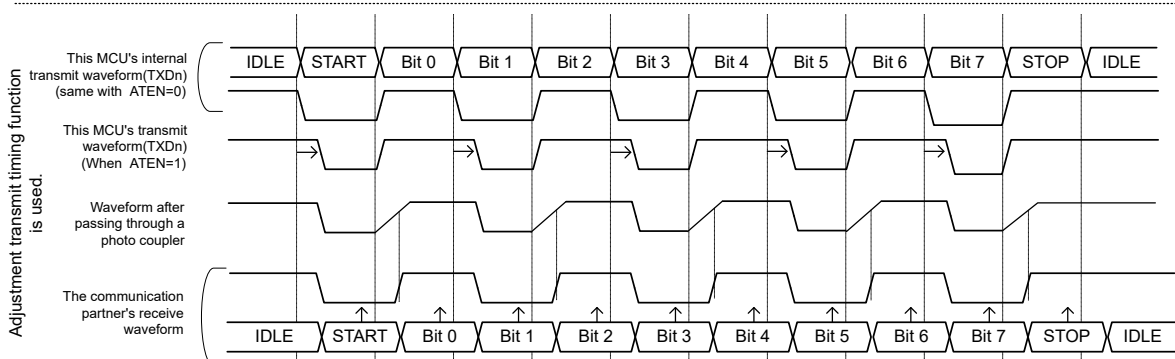 Adjustment transmit timing function
is used.
This MCU's internal
transmit waveform(TXDn)
(same with ATEN=0)
IDLE START Bit 0 Bit 1 Bit 2 Bit 3 Bit 4 Bit 5 Bit 6 Bit 7 STOP IDLE
This MCU's transmit
waveform(TXDn)
(When ATEN=1)
Waveform after
passing through a
photo coupler
The communication
partner's receive
waveform
IDLE START Bit 0 Bit 1 Bit 2 Bit 3 Bit 4 Bit 5 Bit 6 Bit 7 STOP IDLE